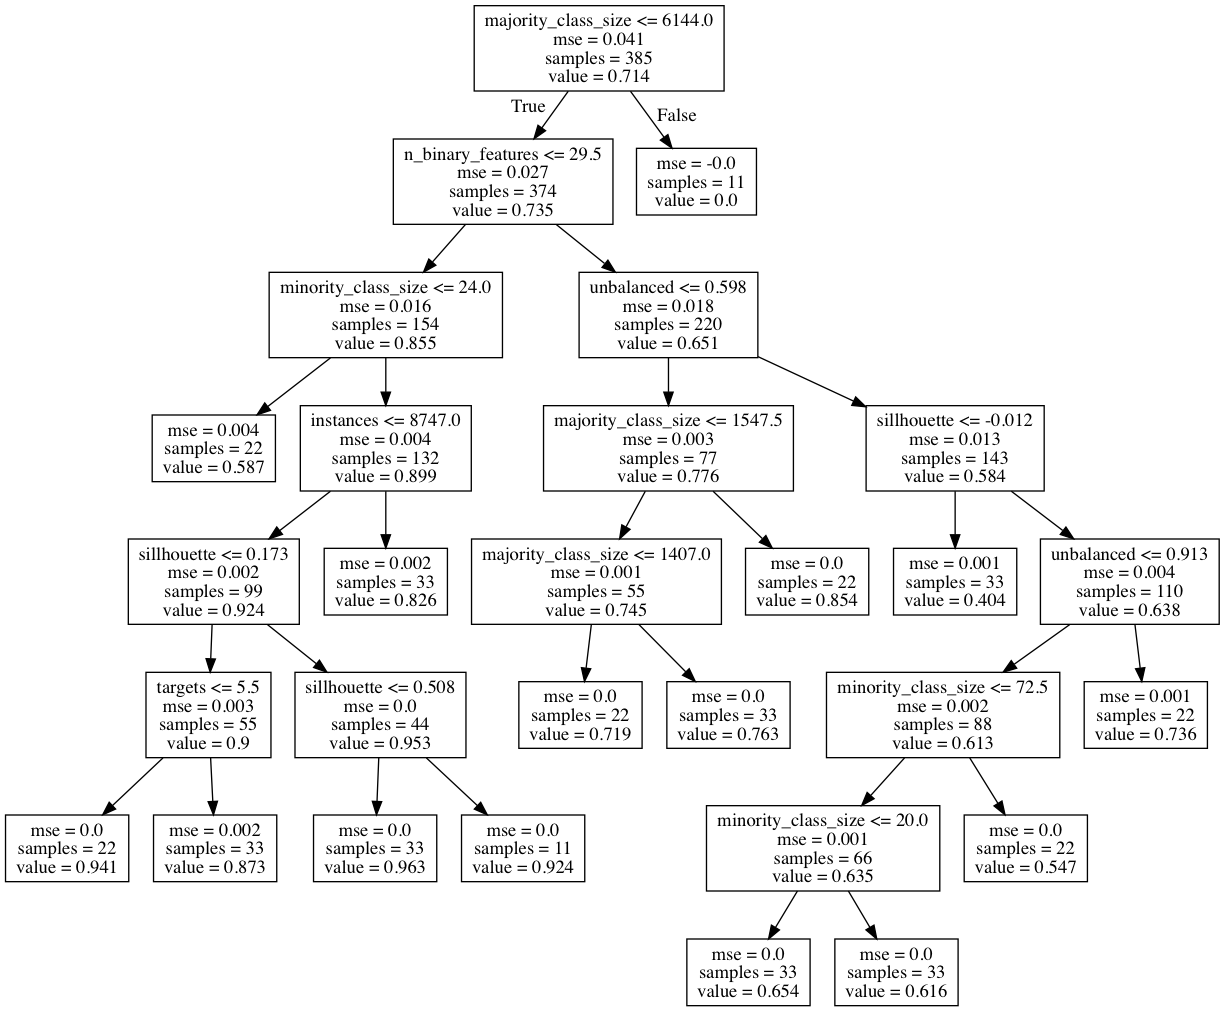 majority_class_size <= 6144.0
mse = 0.041
samples = 385
value = 0.714
True
False
n_binary_features <= 29.5
mse = 0.027
samples = 374
value = 0.735
mse = -0.0
samples = 11
value = 0.0
minority_class_size <= 24.0
mse = 0.016
samples = 154
value = 0.855
unbalanced <= 0.598
mse = 0.018
samples = 220
value = 0.651
mse = 0.004
samples = 22
value = 0.587
instances <= 8747.0
mse = 0.004
samples = 132
value = 0.899
majority_class_size <= 1547.5
mse = 0.003
samples = 77
value = 0.776
sillhouette <= -0.012
mse = 0.013
samples = 143
value = 0.584
sillhouette <= 0.173
mse = 0.002
samples = 99
value = 0.924
mse = 0.002
samples = 33
value = 0.826
majority_class_size <= 1407.0
mse = 0.001
samples = 55
value = 0.745
mse = 0.0
samples = 22
value = 0.854
mse = 0.001
samples = 33
value = 0.404
unbalanced <= 0.913
mse = 0.004
samples = 110
value = 0.638
targets <= 5.5
mse = 0.003
samples = 55
value = 0.9
sillhouette <= 0.508
mse = 0.0
samples = 44
value = 0.953
mse = 0.0
samples = 22
value = 0.719
mse = 0.0
samples = 33
value = 0.763
minority_class_size <= 72.5
mse = 0.002
samples = 88
value = 0.613
mse = 0.001
samples = 22
value = 0.736
mse = 0.0
samples = 22
value = 0.941
mse = 0.002
samples = 33
value = 0.873
mse = 0.0
samples = 33
value = 0.963
mse = 0.0
samples = 11
value = 0.924
minority_class_size <= 20.0
mse = 0.001
samples = 66
value = 0.635
mse = 0.0
samples = 22
value = 0.547
mse = 0.0
samples = 33
value = 0.654
mse = 0.0
samples = 33
value = 0.616